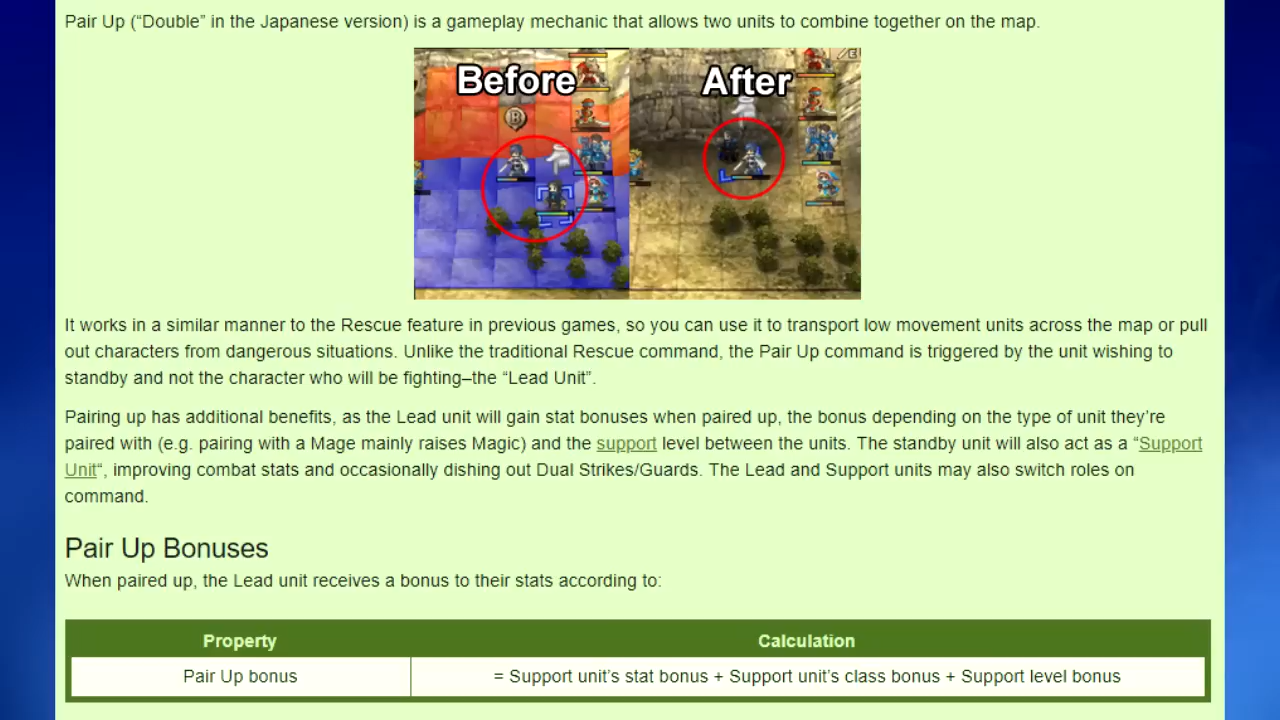 Pair Up (“Double” in the Japanese version) is a gameplay mechanic that allows two units to combine together on the map.
Before
After
B
It works in a similar manner to the Rescue feature in previous games, so you can use it to transport low movement units across the map or pull
out characters from dangerous situations. Unlike the traditional Rescue command, the Pair Up command is triggered by the unit wishing to
standby and not the character who will be fighting–the “Lead Unit”.
Pairing up has additional benefits, as the Lead unit will gain stat bonuses when paired up, the bonus depending on the type of unit they’re
paired with (e.g. pairing with a Mage mainly raises Magic) and the support level between the units. The standby unit will also act as a “Support
Unit“, improving combat stats and occasionally dishing out Dual Strikes/Guards. The Lead and Support units may also switch roles on
command.
Pair Up Bonuses
When paired up, the Lead unit receives a bonus to their stats according to:
Property
Calculation
Pair Up bonus
= Support unit’s stat bonus + Support unit’s class bonus + Support level bonus